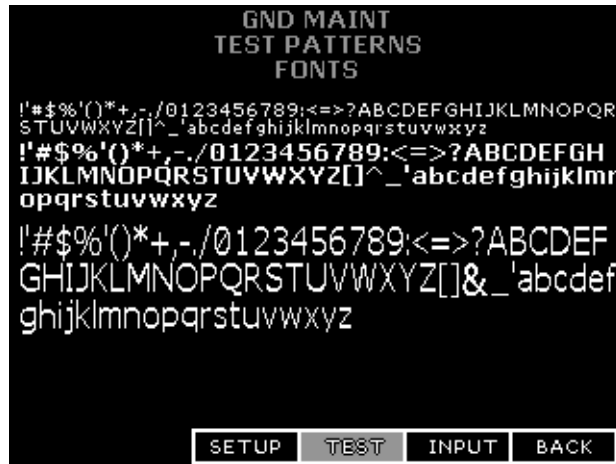 GND MAINT
TEST PATTERNS
FONTS
!'#$%'()*+,-./0123456789:<=>?ABCDEFGHIJKLMNOPQR
STUVWXYZ[]^_'abcdefghijklmnopqrstuvwxyz
!'#$%'()*+,-./0123456789:<=>?ABCDEFGH
IJKLMNOPQRSTUVWXYZ[]^_'abcdefghijklmn
opqrstuvwxyz
!'#$%'()*+,-./0123456789:<=>?ABCDEF
GHIJKLMNOPQRSTUVWXYZ[]&_'abcdef
ghijklmnopqrstuvwxyz
SETUP TEST INPUT BACK